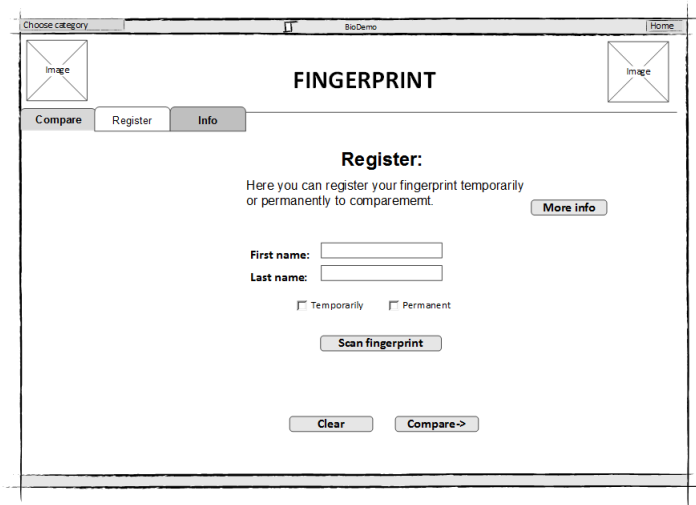 Choose category
BioDemo
Home
Image
FINGERPRINT
Image
Compare
Register
Info
Register:
Here you can register your fingerprint temporarily
or permanently to comparememt.
More info
First name:
Last name:
Temporarily
Permanent
Scan fingerprint
Clear
Compare->